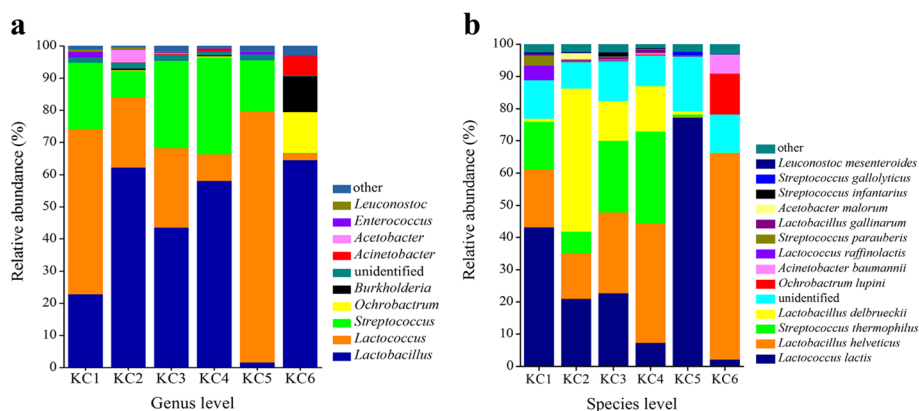 a
100
90
80
70
60
50
40
30
20
10
0
Relative abundance (%)
KC1 KC2 KC3 KC4 KC5 KC6
Genus level
other
Leuconostoc
Enterococcus
Acetobacter
Acinetobacter
unidentified
Burkholderia
Ochrobactrum
Streptococcus
Lactococcus
Lactobacillus
b
100
90
80
70
60
50
40
30
20
10
0
Relative abundance (%)
KC1 KC2 KC3 KC4 KC5 KC6
Species level
other
Leuconostoc mesenteroides
Streptococcus gallolyticus
Streptococcus infantarius
Acetobacter malorum
Lactobacillus gallinarum
Streptococcus parauberis
Lactococcus raffinolactis
Acinetobacter baumannii
Ochrobactrum lupini
unidentified
Lactobacillus delbrueckii
Streptococcus thermophilus
Lactobacillus helveticus
Lactococcus lactis